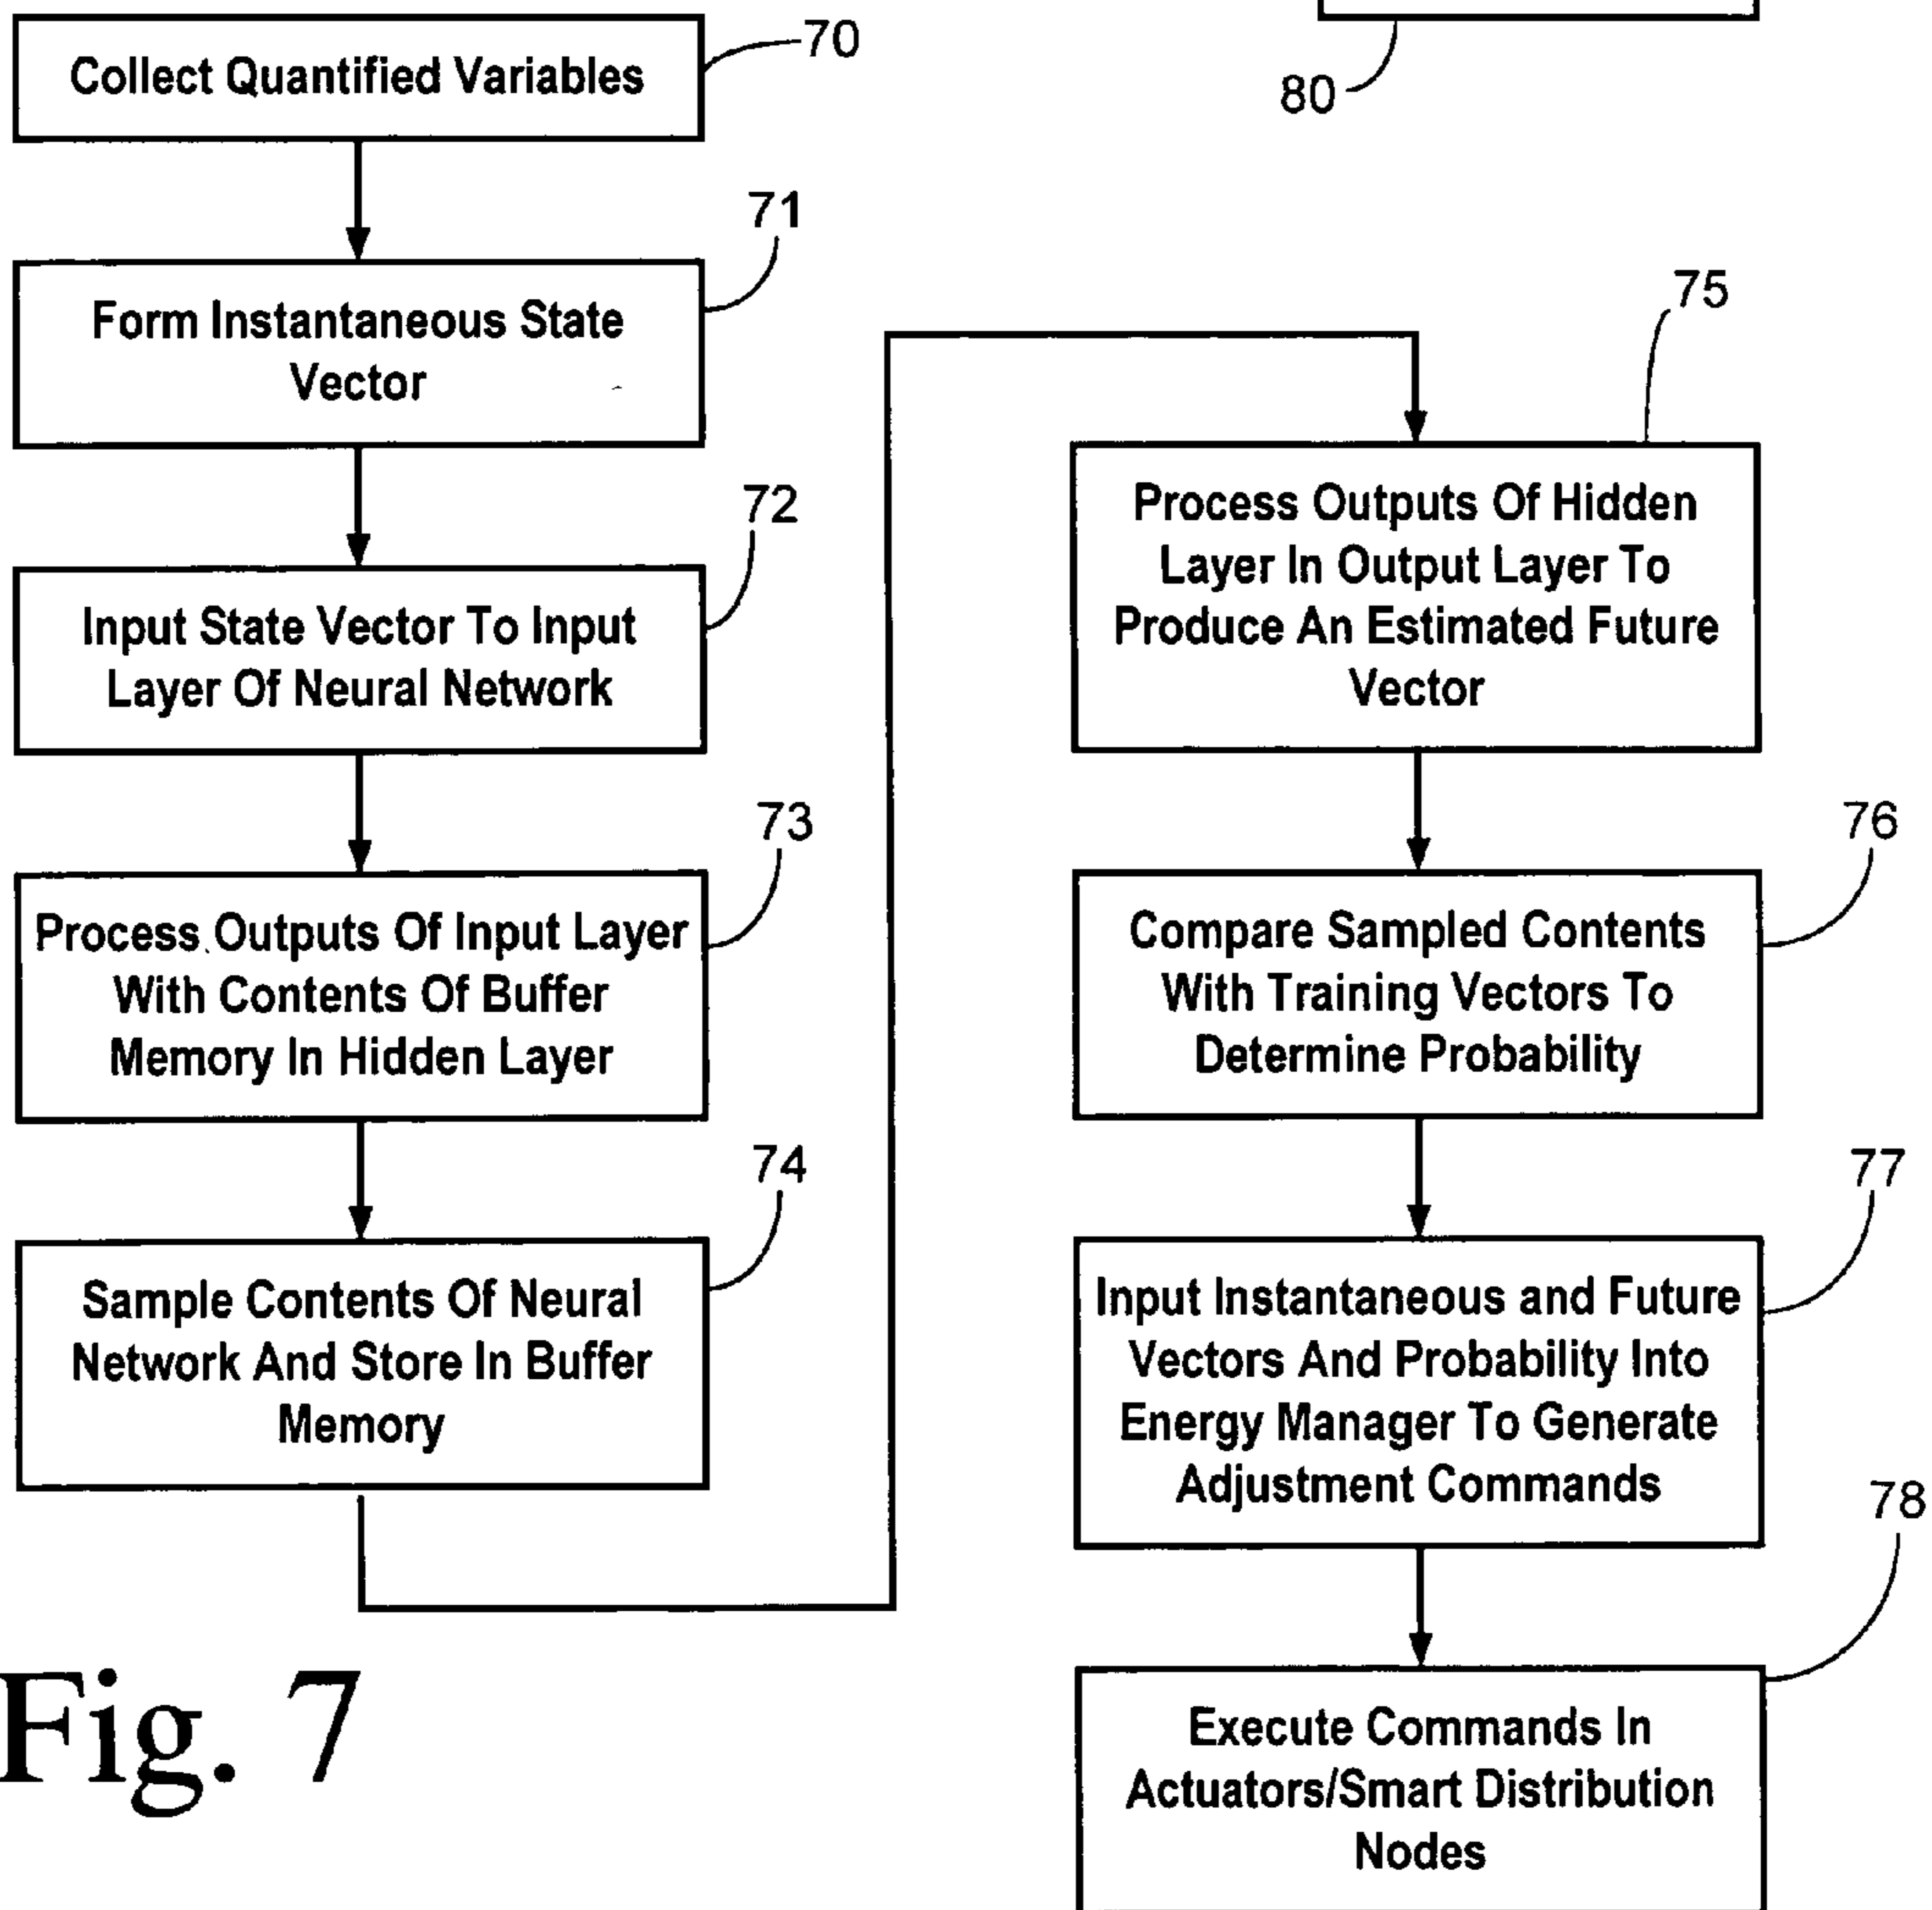 70
Collect Quantified Variables
80
71
Form Instantaneous State
Vector
72
Input State Vector To Input
Layer Of Neural Network
73
Process Outputs Of Input Layer
With Contents Of Buffer
Memory In Hidden Layer
74
Sample Contents Of Neural
Network And Store In Buffer
Memory
75
Process Outputs Of Hidden
Layer In Output Layer To
Produce An Estimated Future
Vector
76
Compare Sampled Contents
With Training Vectors To
Determine Probability
77
Input Instantaneous and Future
Vectors And Probability Into
Energy Manager To Generate
Adjustment Commands
78
Execute Commands In
Actuators/Smart Distribution
Nodes
Fig. 7